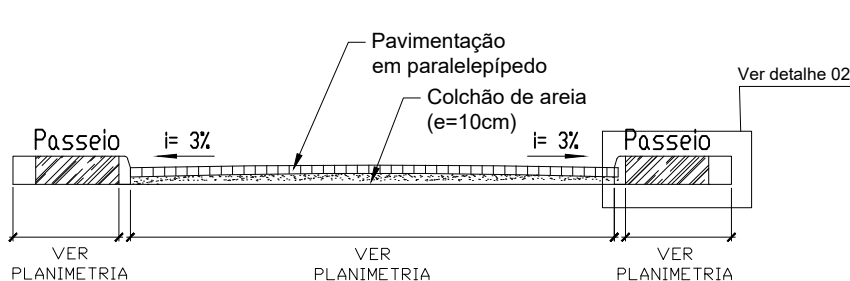 Pavimentação
em paralelepípedo
Ver detalhe 02
Colchão de areia
(e=10cm)
Passeio
i= 3%
i= 3%
Passeio
VER
PLANIMETRIA
VER
PLANIMETRIA
VER
PLANIMETRIA